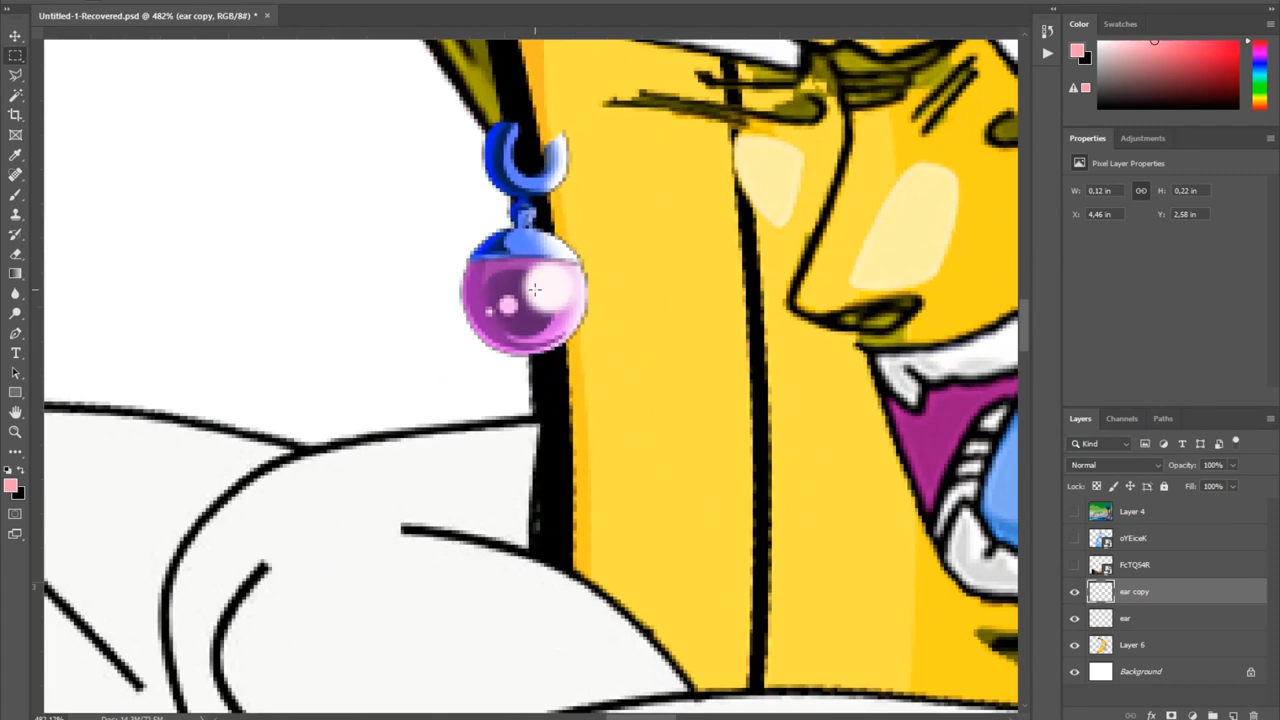 Untitled-1-Recovered.psd @ 482% (ear copy, RGB/8#) *
Color
Swatches
Properties
Adjustments
Pixel Layer Properties
W: 0,12 in
H: 0,22 in
X: 4,46 in
Y: 2,58 in
Layers
Channels
Paths
Kind
Normal
Opacity: 100%
Lock:
Fill: 100%
Layer 4
oYEiceK
FcTQ54R
ear copy
ear
Layer 6
Background